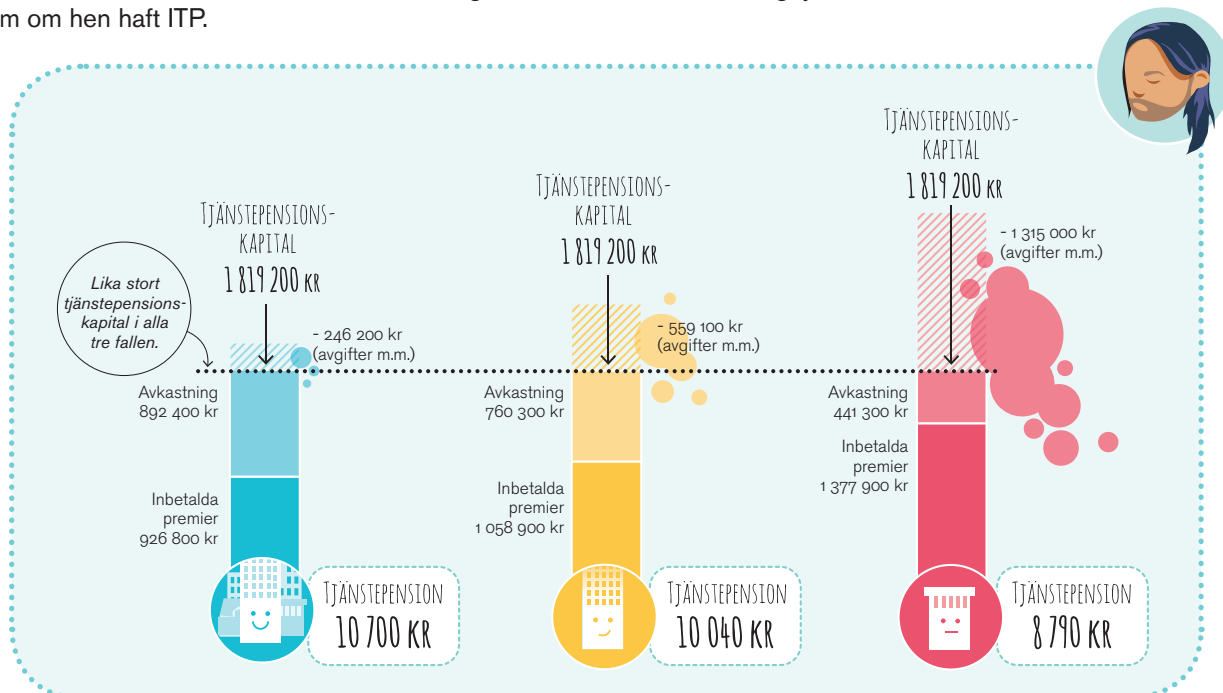 m om hen haft ITP.
Lika stort
tjänstepensions-
kapital i alla
tre fallen.
Tjänstepensions-
kapital
1 819 200 kr
- 246 200 kr
(avgifter m.m.)
Avkastning
892 400 kr
Inbetalda
premier
926 800 kr
Tjänstepension
10 700 kr
Tjänstepensions-
kapital
1 819 200 kr
- 559 100 kr
(avgifter m.m.)
Avkastning
760 300 kr
Inbetalda
premier
1 058 900 kr
Tjänstepension
10 040 kr
Tjänstepensions-
kapital
1 819 200 kr
- 1 315 000 kr
(avgifter m.m.)
Avkastning
441 300 kr
Inbetalda
premier
1 377 900 kr
Tjänstepension
8 790 kr